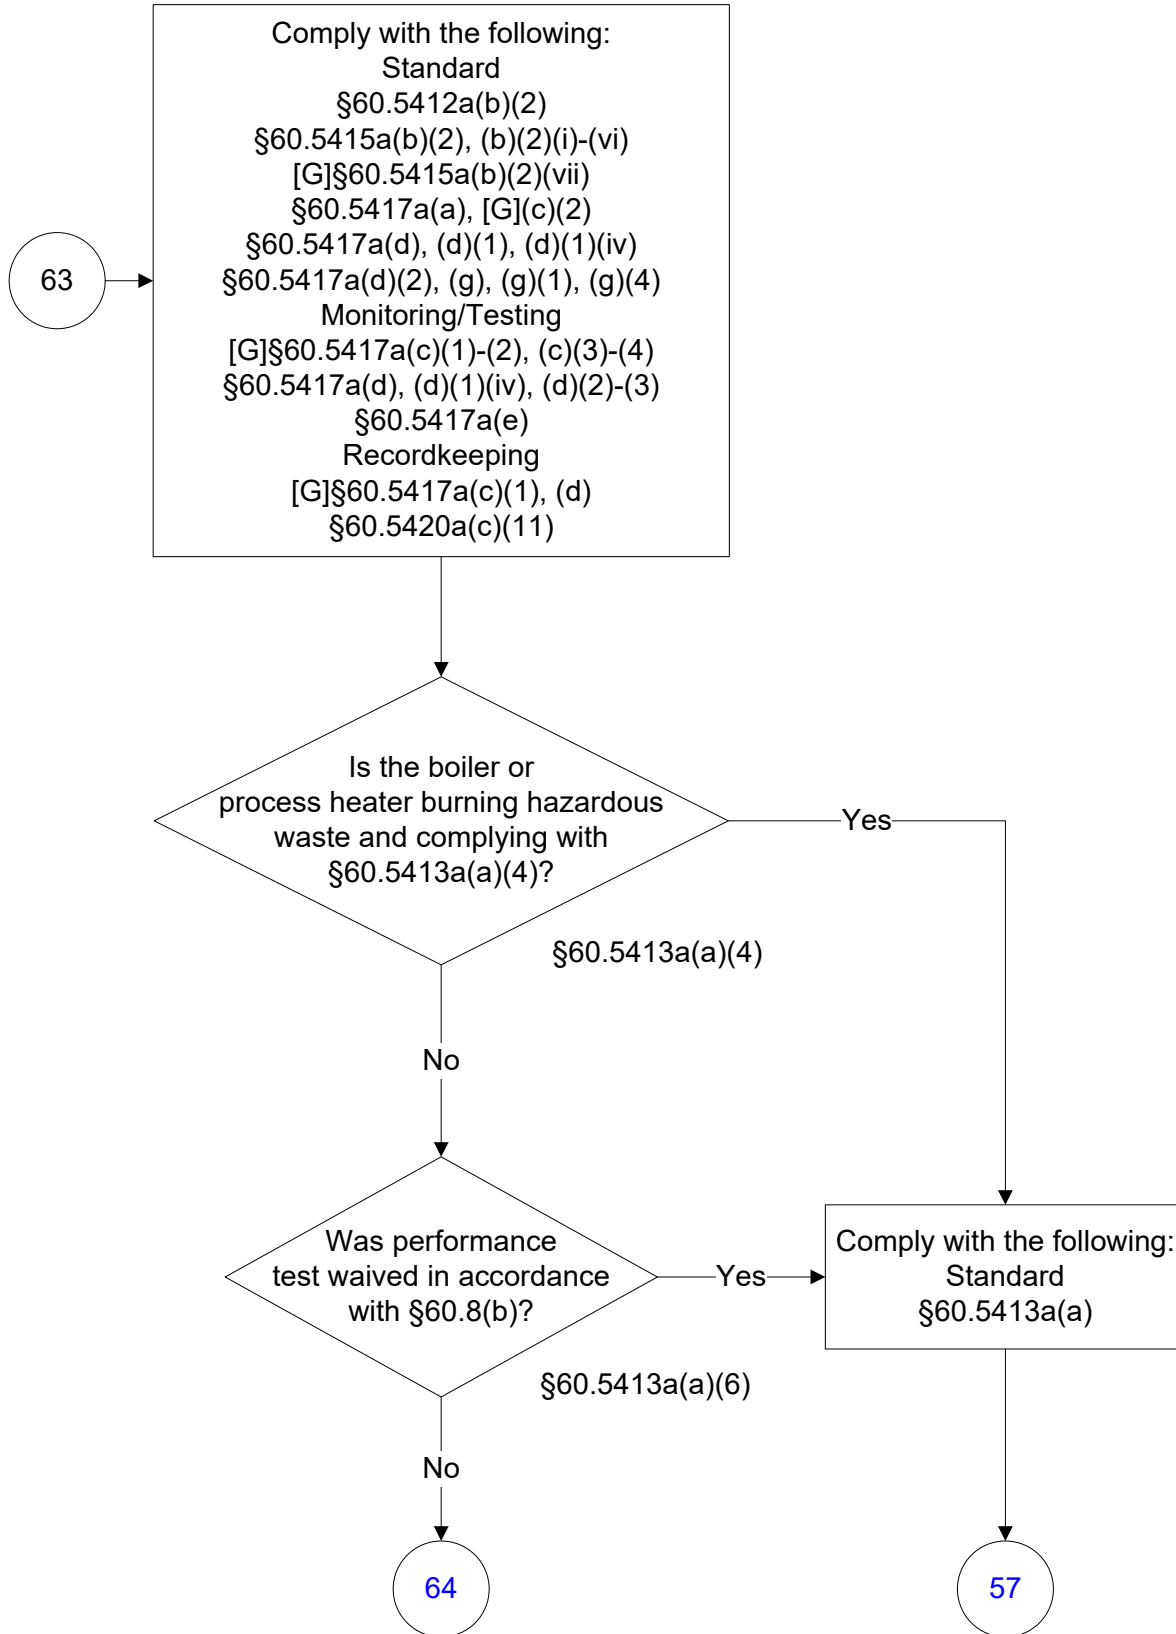 Comply with the following:
Standard
§60.5412a(b)(2)
§60.5415a(b)(2), (b)(2)(i)-(vi)
[G]§60.5415a(b)(2)(vii)
§60.5417a(a), [G](c)(2)
§60.5417a(d), (d)(1), (d)(1)(iv)
§60.5417a(d)(2), (g), (g)(1), (g)(4)
Monitoring/Testing
[G]§60.5417a(c)(1)-(2), (c)(3)-(4)
§60.5417a(d), (d)(1)(iv), (d)(2)-(3)
§60.5417a(e)
Recordkeeping
[G]§60.5417a(c)(1), (d)
§60.5420a(c)(11)
63
Is the boiler or
process heater burning hazardous
waste and complying with
§60.5413a(a)(4)?
Yes
§60.5413a(a)(4)
No
Was performance
test waived in accordance
with §60.8(b)?
Yes
§60.5413a(a)(6)
Comply with the following:
Standard
§60.5413a(a)
No
64
57